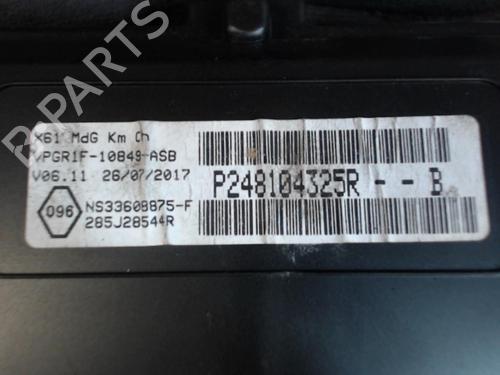 X61 MdG Km Ch
VPGR1F-10849-ASB
V06.11 26/07/2017
096
NS33608875-F
285J28544R
P248104325R - - B
B-PARTS